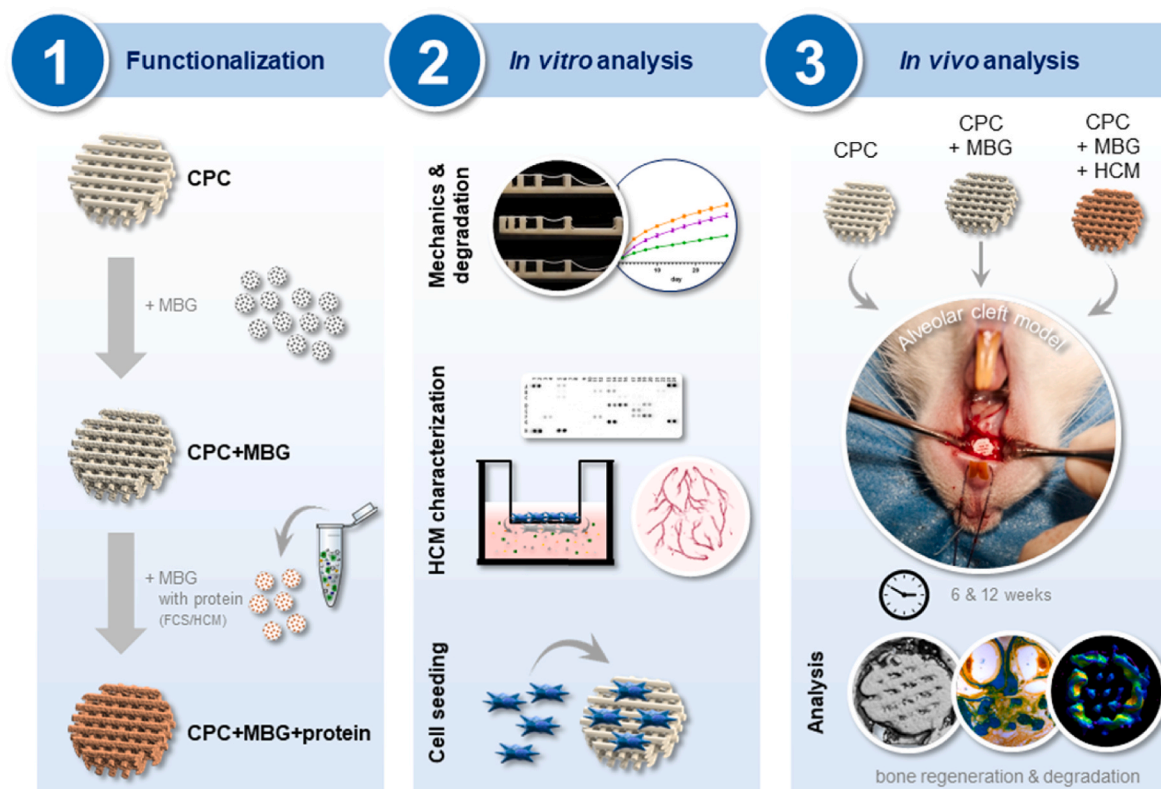 1
Functionalization
CPC
+ MBG
CPC+MBG
+ MBG
with protein
(FCS/HCM)
CPC+MBG+protein
2
In vitro analysis
Mechanics &
degradation
10
20
day
HCM characterization
Cell seeding
3
In vivo analysis
CPC
CPC
+ MBG
CPC
+ MBG
+ HCM
Alveolar cleft model
6 & 12 weeks
Analysis
bone regeneration & degradation